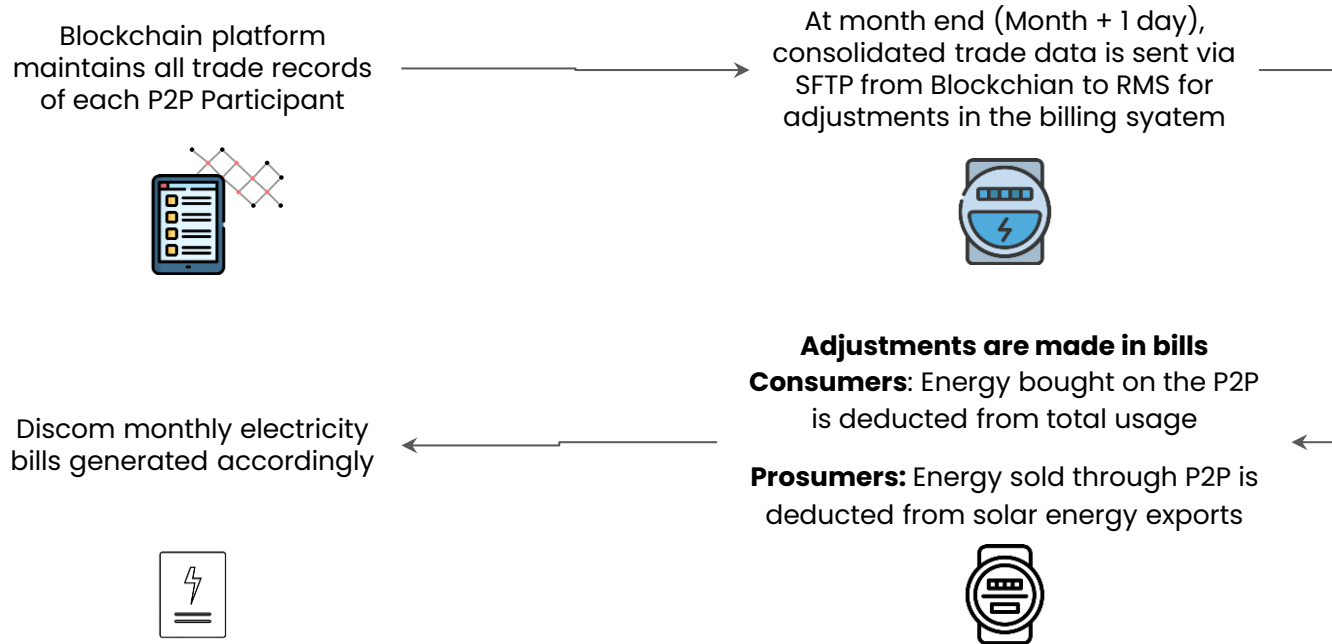 Blockchain platform
maintains all trade records
of each P2P Participant
At month end (Month + 1 day),
consolidated trade data is sent via
SFTP from Blockchian to RMS for
adjustments in the billing syatem
Adjustments are made in bills
Consumers: Energy bought on the P2P
is deducted from total usage
Prosumers: Energy sold through P2P is
deducted from solar energy exports
Discom monthly electricity
bills generated accordingly